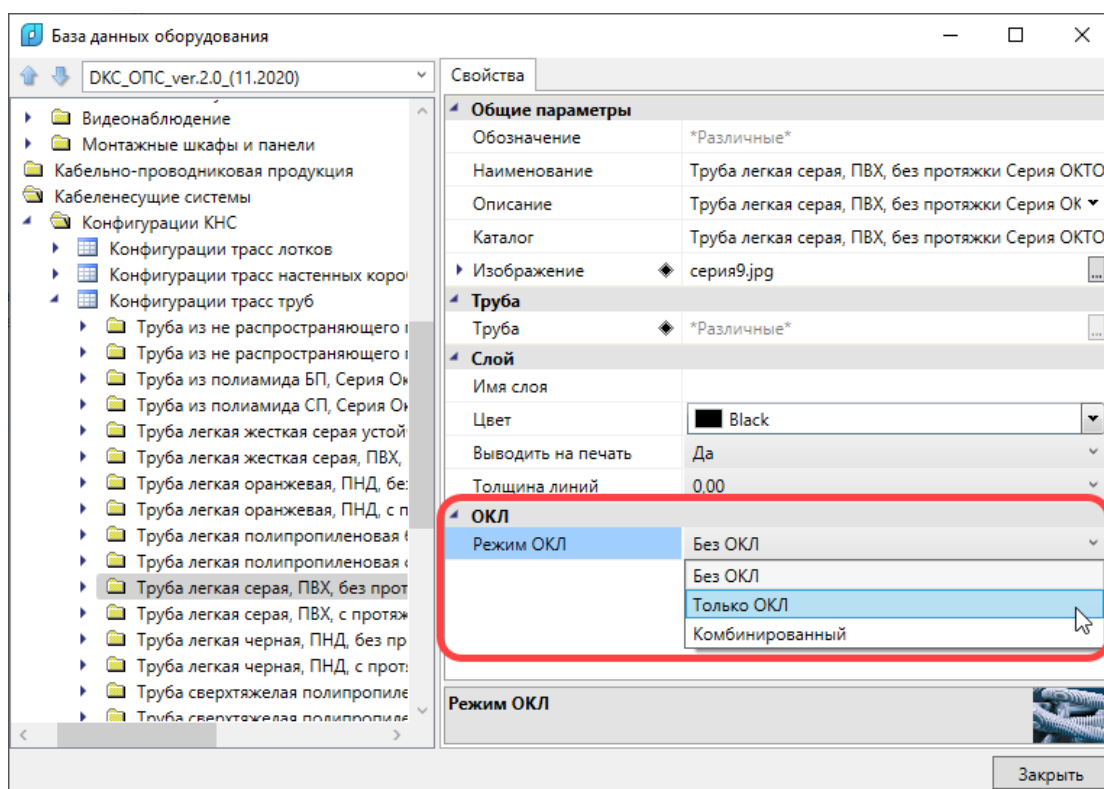 База данных оборудования
DKC_ОПС_ver.2.0_(11.2020)
Видеонаблюдение
Монтажные шкафы и панели
Кабельно-проводниковая продукция
Кабеленесущие системы
Конфигурации КНС
Конфигурации трасс лотков
Конфигурации трасс настенных коро
Конфигурации трасс труб
Труба из не распространяющего
Труба из не распространяющего
Труба из полиамида БП, Серия Ок
Труба из полиамида СП, Серия Ок
Труба легкая жесткая серая устой
Труба легкая жесткая серая, ПВХ,
Труба легкая оранжевая, ПНД, бе
Труба легкая оранжевая, ПНД, с п
Труба легкая полипропиленовая
Труба легкая полипропиленовая
Труба легкая серая, ПВХ, без прот
Труба легкая серая, ПВХ, с протяж
Труба легкая черная, ПНД, без пр
Труба легкая черная, ПНД, с прот
Труба сверхтяжелая полипропиле
Труба сверхтяжелая полипропиле
Свойства
Общие параметры
Обозначение *Различные*
Наименование Труба легкая серая, ПВХ, без протяжки Серия ОКТО
Описание Труба легкая серая, ПВХ, без протяжки Серия ОК
Каталог Труба легкая серая, ПВХ, без протяжки Серия ОКТО
Изображение серия9.jpg ...
Труба
Труба *Различные* ...
Слой
Имя слоя
Цвет Black
Выводить на печать Да
Толщина линий 0,00
ОКЛ
Режим ОКЛ Без ОКЛ
Без ОКЛ
Только ОКЛ
Комбинированный
Режим ОКЛ
Закрыть